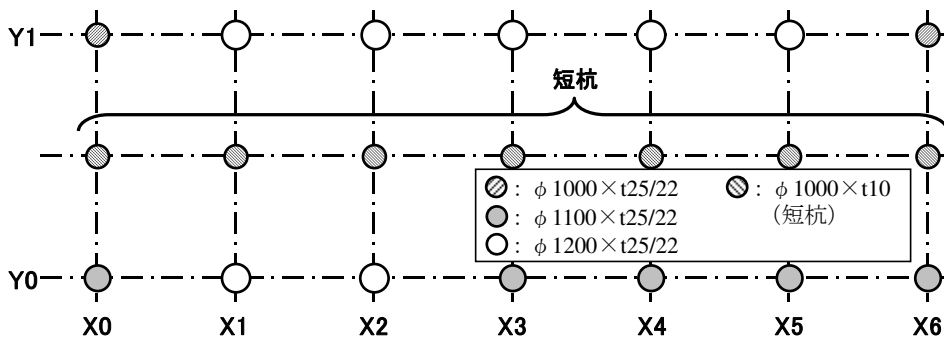 Y1
短杭
: φ1000×t25/22
: φ1000×t10
(短杭)
: φ1100×t25/22
: φ1200×t25/22
Y0
X0 X1 X2 X3 X4 X5 X6